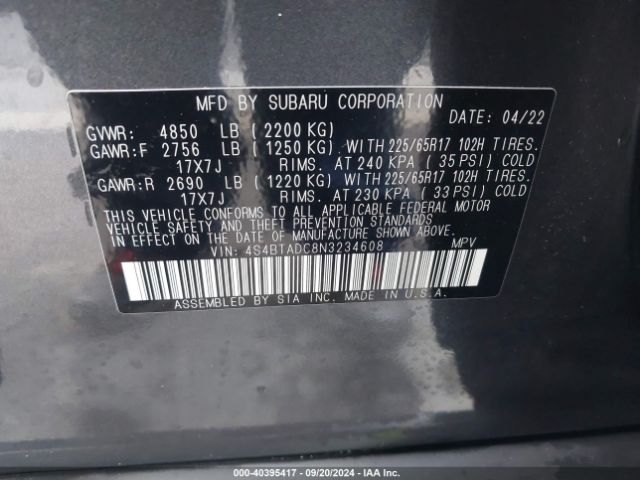 MFD BY SUBARU CORPORATION
DATE: 04/22
GVWR: 4850 LB (2200 KG)
GAWR:F 2756 LB (1250 KG) WITH 225/65R17 102H TIRES.
17X7J RIMS. AT 240 KPA (35 PSI) COLD
GAWR:R 2690 LB (1220 KG) WITH 225/65R17 102H TIRES.
17X7J RIMS. AT 230 KPA (33 PSI) COLD
THIS VEHICLE CONFORMS TO ALL APPLICABLE FEDERAL MOTOR
VEHICLE SAFETY AND THEFT PREVENTION STANDARDS
IN EFFECT ON THE DATE OF MANUFACTURE SHOWN ABOVE.
VIN: 4S4BTADC8N3234608 MPV
ASSEMBLED BY SIA INC. MADE IN U.S.A.
000-40395417 - 09/20/2024 - IAA Inc.